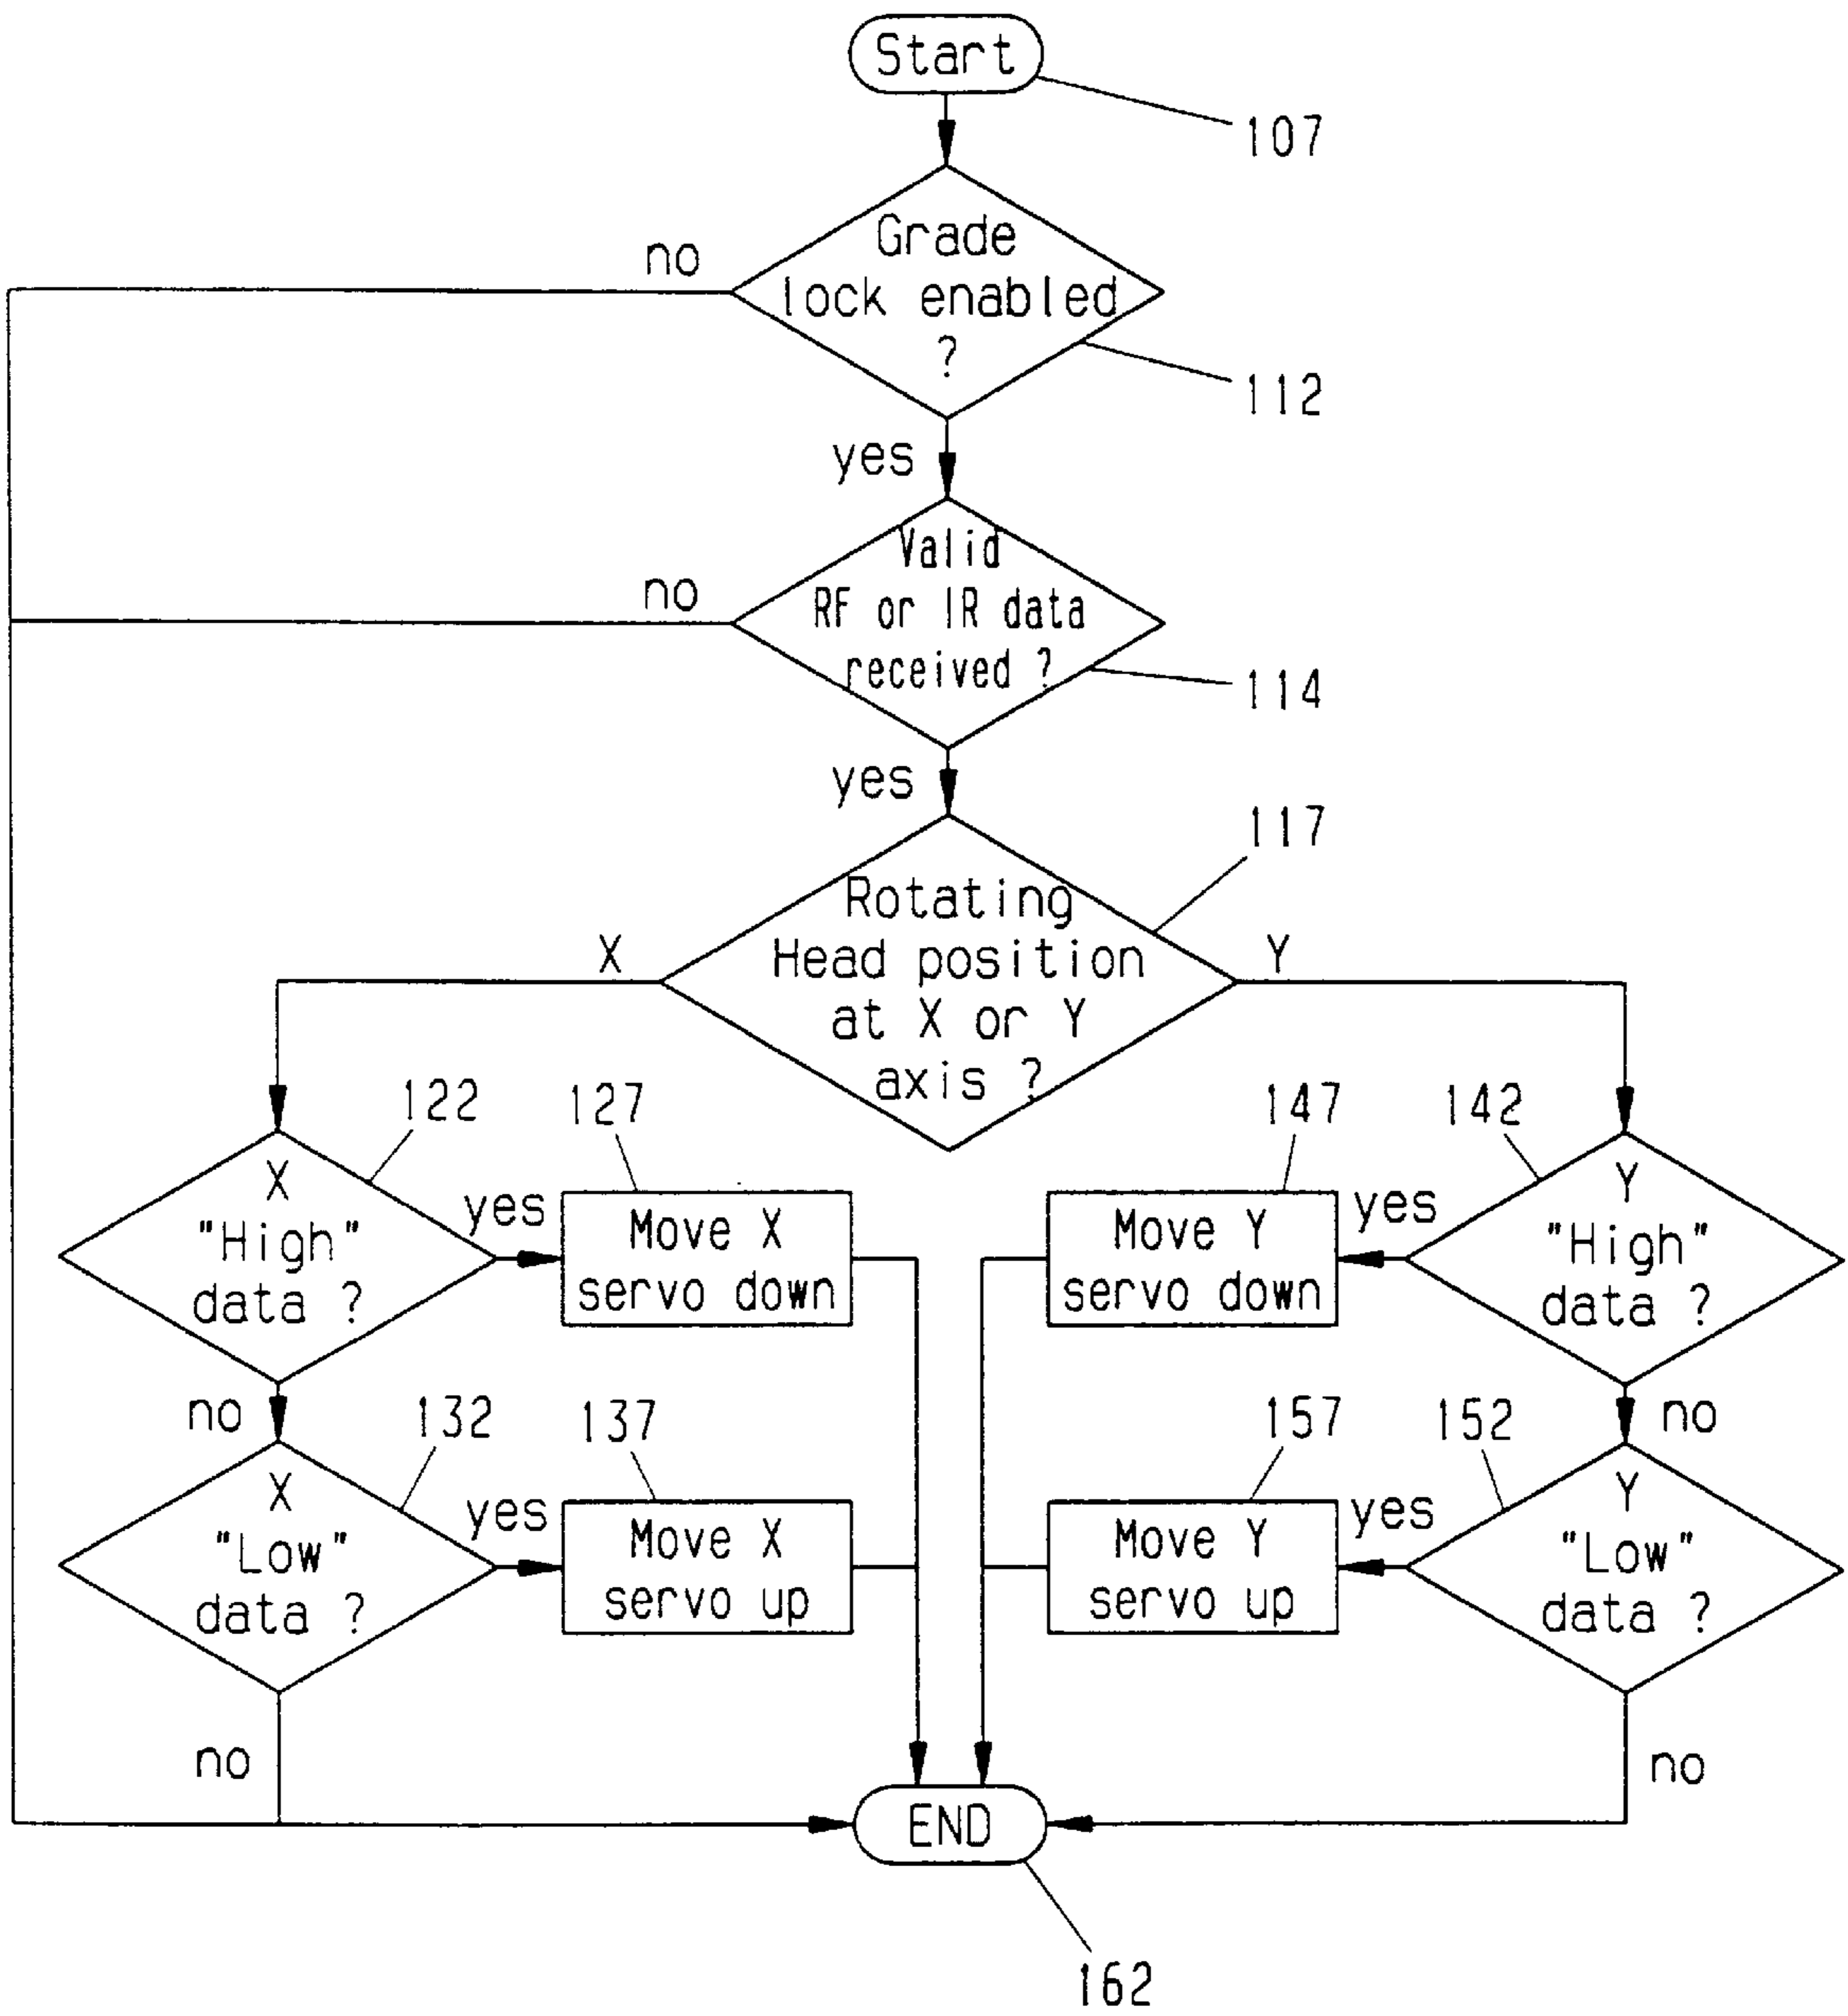 Start
107
Grade
lock enabled
?
no
112
yes
Valid
RF or IR data
received ?
no
114
yes
117
Rotating
Head position
at X or Y
axis ?
X
Y
122
127
147
142
X
"High"
data ?
yes
Move X
servo down
Move Y
servo down
yes
Y
"High"
data ?
no
132
137
157
152
no
X
"Low"
data ?
yes
Move X
servo up
Move Y
servo up
yes
Y
"Low"
data ?
no
no
END
162